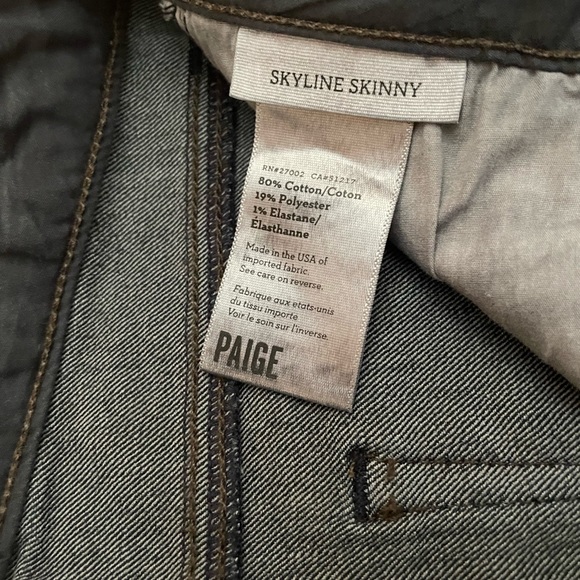 SKYLINE SKINNY
RN#27002 CA#51217
80% Cotton/Coton
19% Polyester
1% Elastane/
Élasthanne
Made in the USA of
imported fabric.
See care on reverse.
Fabrique aux etats-unis
du tissu importe
Voir le soin sur l'inverse.
PAIGE